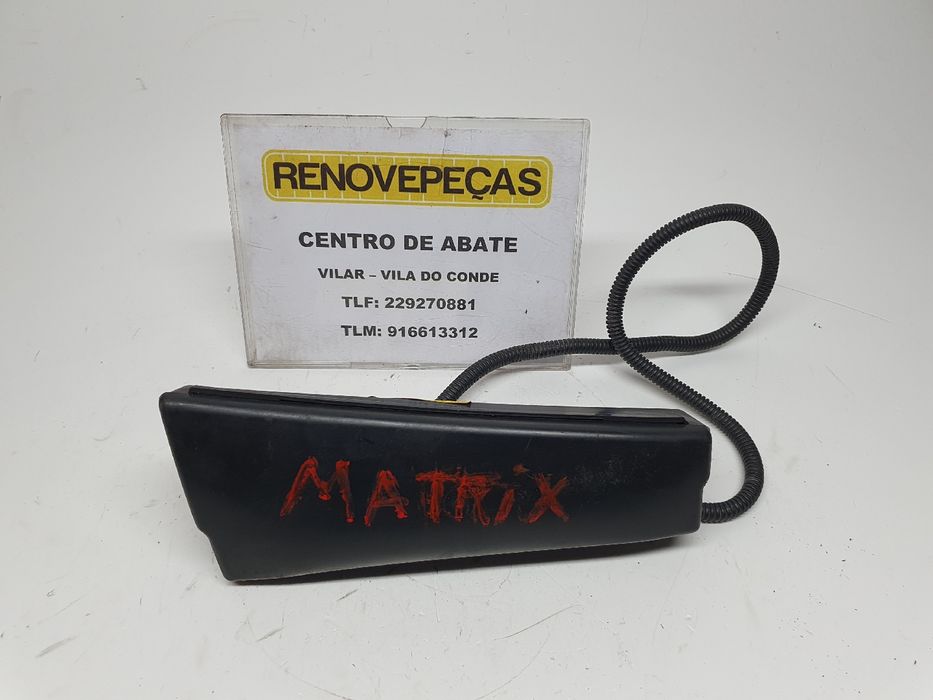 RENOVEPEÇAS
CENTRO DE ABATE
VILAR – VILA DO CONDE
TLF: 229270881
TLM: 916613312
MATRiX